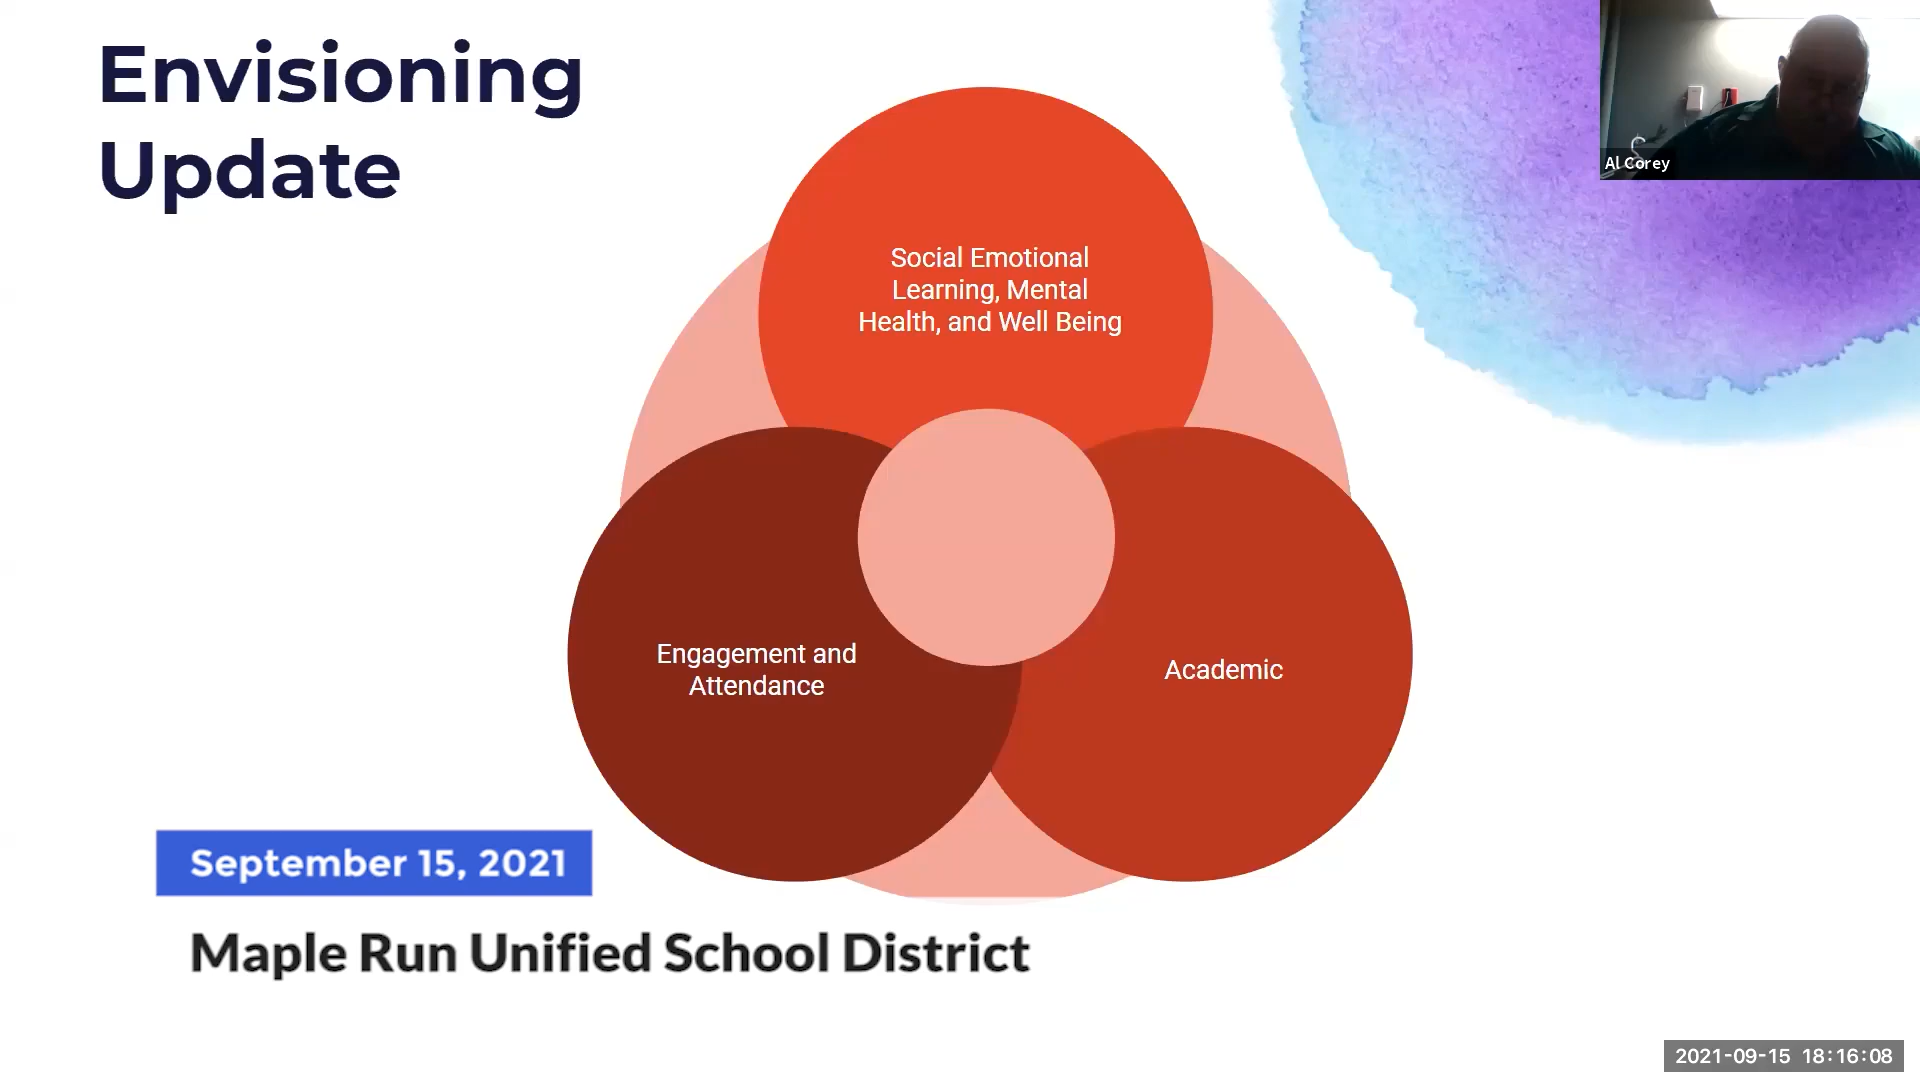 Envisioning
Update
Al Corey
Social Emotional
Learning, Mental
Health, and Well Being
Engagement and
Attendance
Academic
September 15, 2021
Maple Run Unified School District
2021-09-15 18:16:08